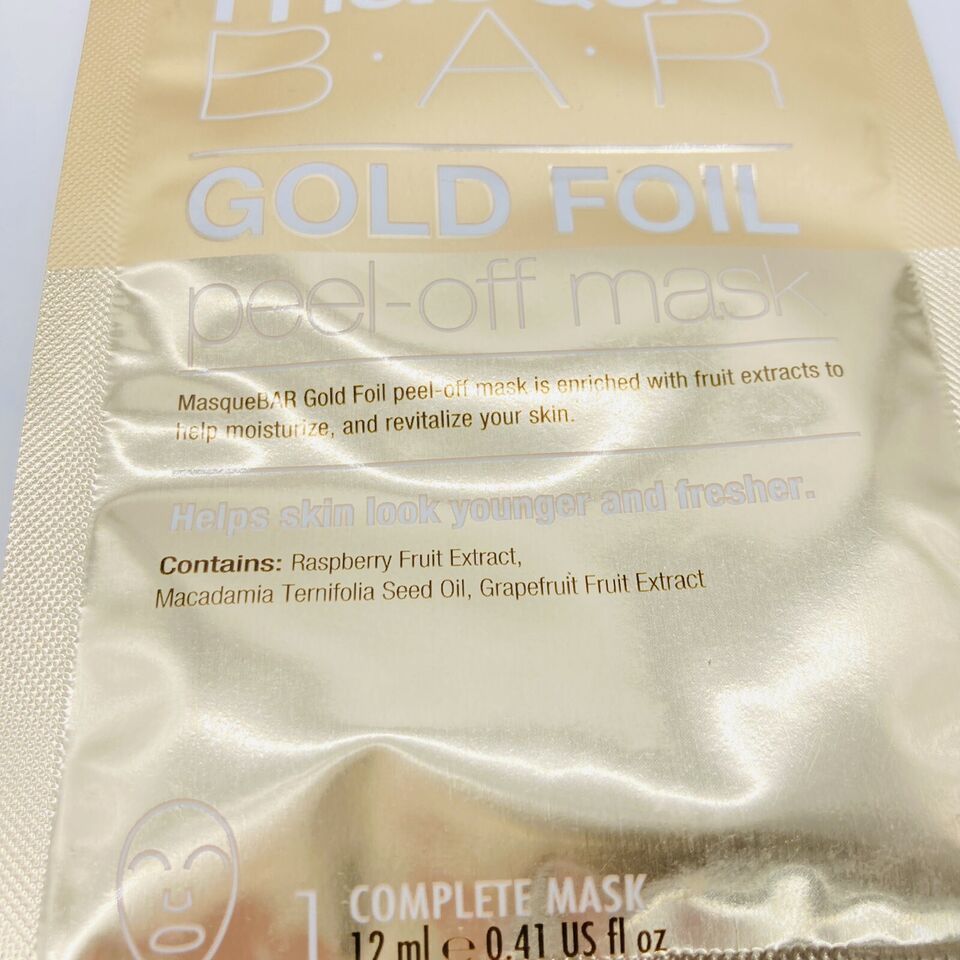 masque
B·A·R
GOLD FOIL
peel-off mask
MasqueBAR Gold Foil peel-off mask is enriched with fruit extracts to
help moisturize, and revitalize your skin.
Helps skin look younger and fresher.
Contains: Raspberry Fruit Extract,
Macadamia Ternifolia Seed Oil, Grapefruit Fruit Extract
1 COMPLETE MASK
12 ml ℮ 0.41 US fl oz